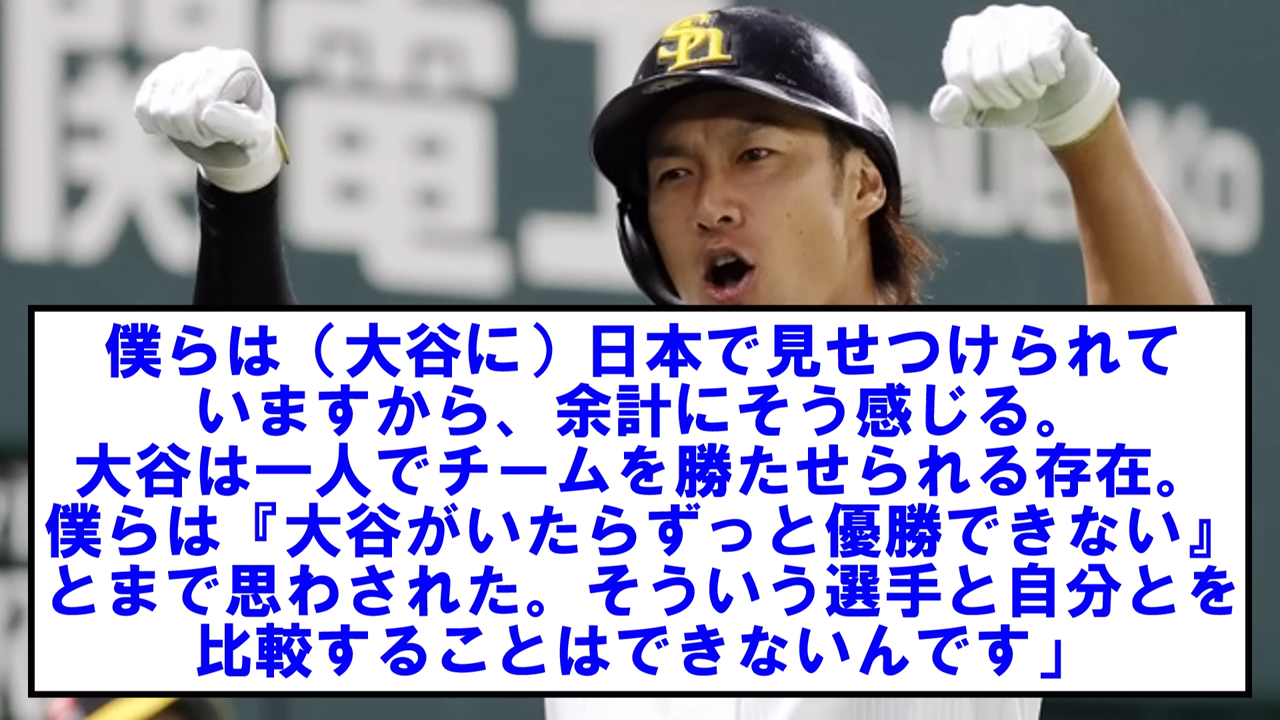 関電工
SH
僕らは（大谷に）日本で見せつけられて
いますから、余計にそう感じる。
大谷は一人でチームを勝たせられる存在。
僕らは『大谷がいたらずっと優勝できない』
とまで思わされた。そういう選手と自分とを
比較することはできないんです」